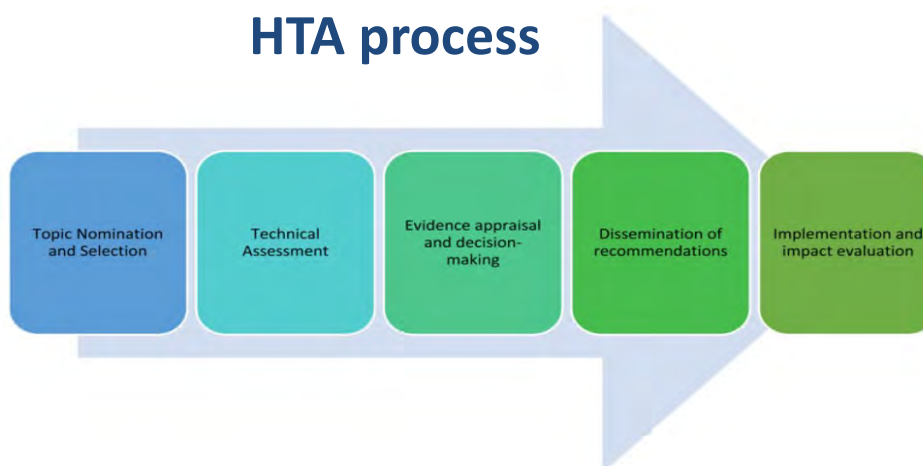 HTA process
Topic Nomination
and Selection
Technical
Assessment
Evidence appraisal
and decision-
making
Dissemination of
recommendations
Implementation and
impact evaluation